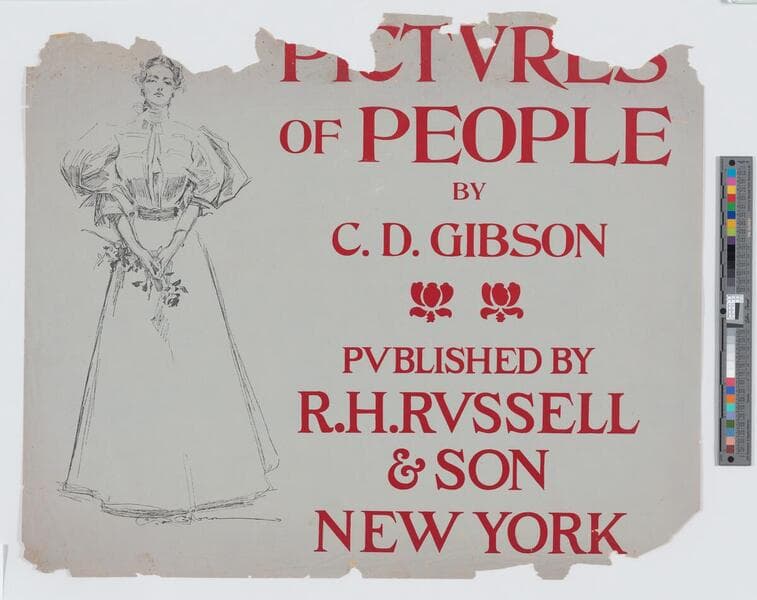 PICTVRES
OF PEOPLE
BY
C. D. GIBSON
PVBLISHED BY
R.H.RVSSELL
& SON
NEW YORK